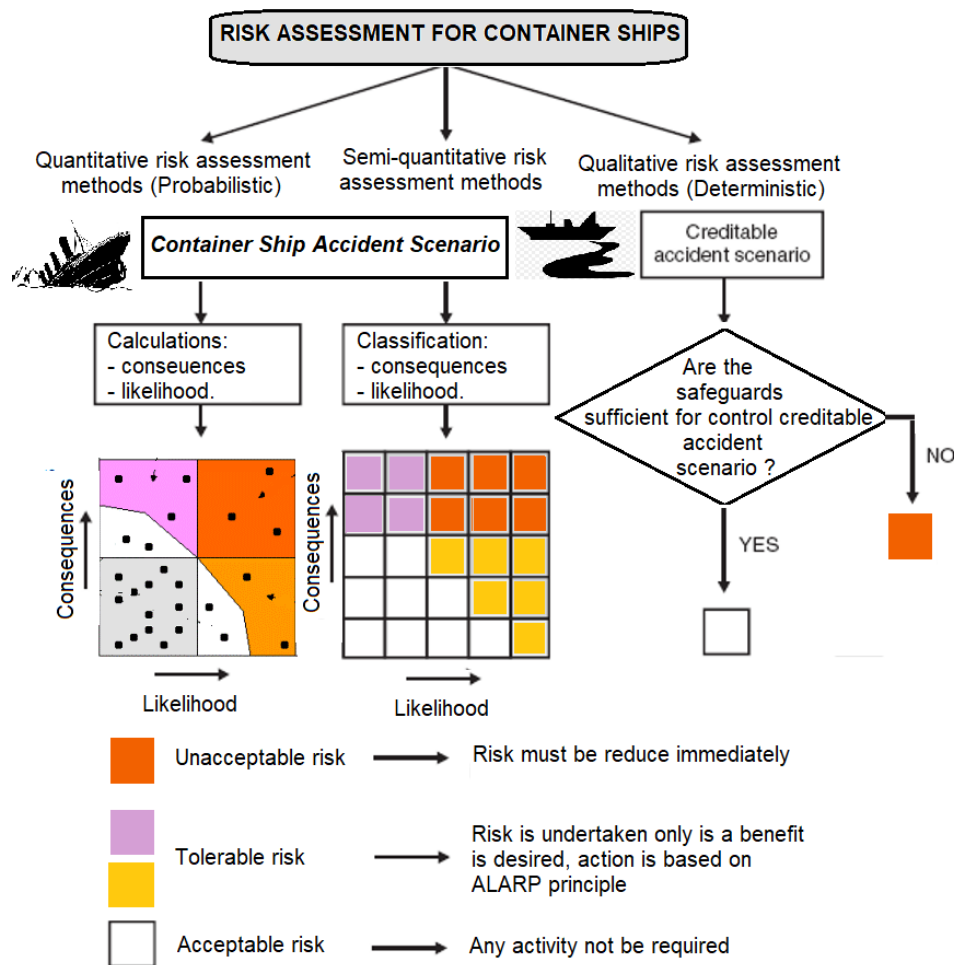 RISK ASSESSMENT FOR CONTAINER SHIPS
Quantitative risk assessment
methods (Probabilistic)
Semi-quantitative risk
assessment methods
Qualitative risk assessment
methods (Deterministic)
Container Ship Accident Scenario
Creditable
accident scenario
Calculations:
- conseuences
- likelihood.
Classification:
- consequences
- likelihood.
Are the
safeguards
sufficient for control creditable
accident
scenario ?
NO
YES
Consequences
Likelihood
Consequences
Likelihood
Unacceptable risk
Risk must be reduce immediately
Tolerable risk
Risk is undertaken only is a benefit
is desired, action is based on
ALARP principle
Acceptable risk
Any activity not be required